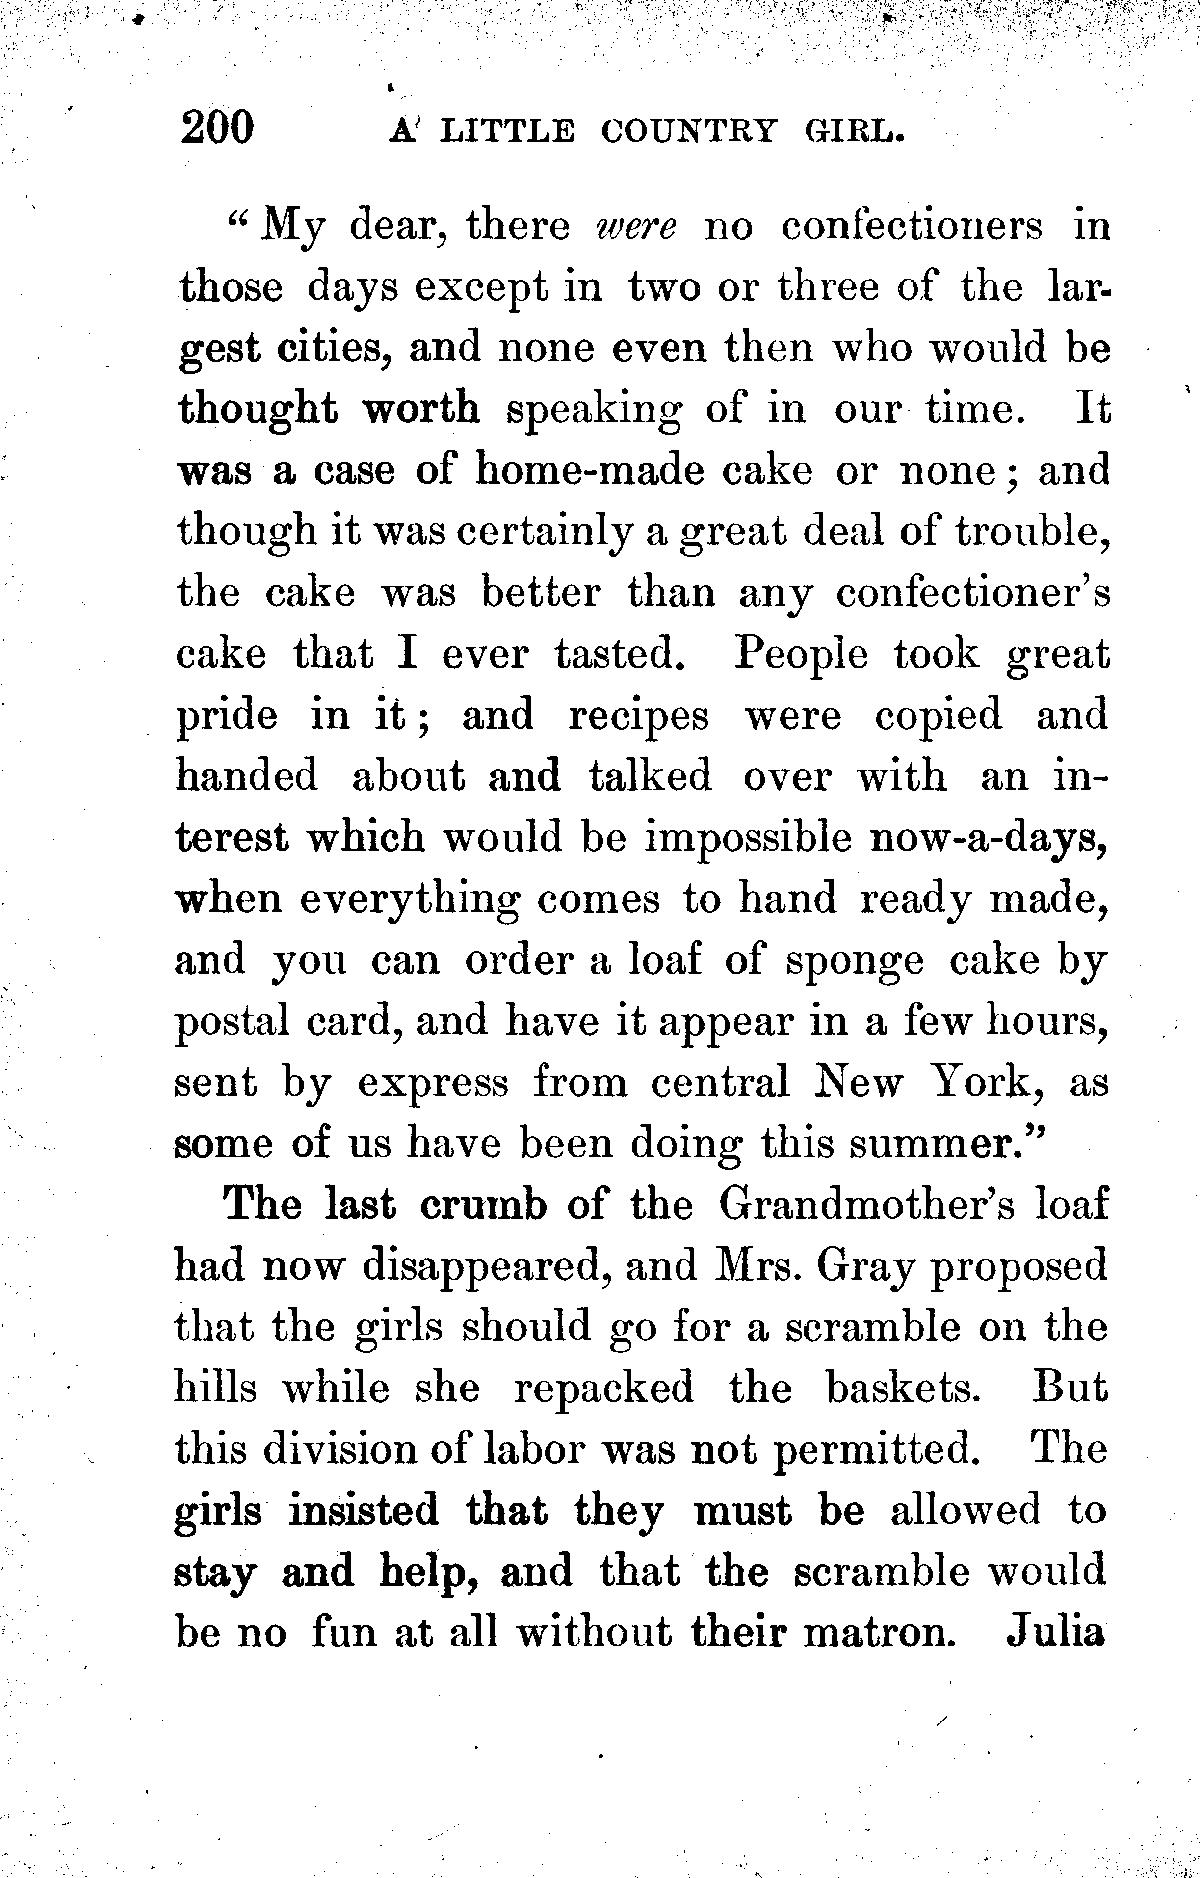 200 A LITTLE COUNTRY GIRL.
“My dear, there were no confectioners in
those days except in two or three of the lar-
gest cities, and none even then who would be
thought worth speaking of in our time. It
was a case of home-made cake or none; and
though it was certainly a great deal of trouble,
the cake was better than any confectioner's
cake that I ever tasted. People took great
pride in it; and recipes were copied and
handed about and talked over with an in-
terest which would be impossible now-a-days,
when everything comes to hand ready made,
and you can order a loaf of sponge cake by
postal card, and have it appear in a few hours,
sent by express from central New York, as
some of us have been doing this summer.”
The last crumb of the Grandmother's loaf
had now disappeared, and Mrs. Gray proposed
that the girls should go for a scramble on the
hills while she repacked the baskets. But
this division of labor was not permitted. The
girls insisted that they must be allowed to
stay and help, and that the scramble would
be no fun at all without their matron. Julia